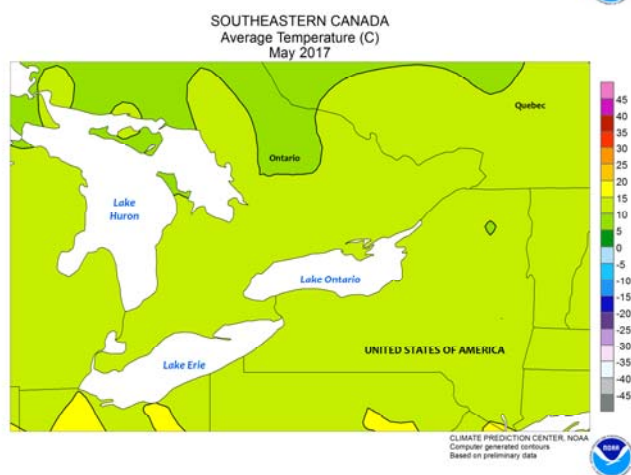 SOUTHEASTERN CANADA
Average Temperature (C)
May 2017
Quebec
Ontario
Lake
Huron
Lake Ontario
UNITED STATES OF AMERICA
Lake Erie
45
40
35
30
25
20
15
10
5
0
-5
-10
-15
-20
-25
-30
-35
-40
-45
CLIMATE PREDICTION CENTER, NOAA
Computer generated contours
Based on preliminary data
NOAA